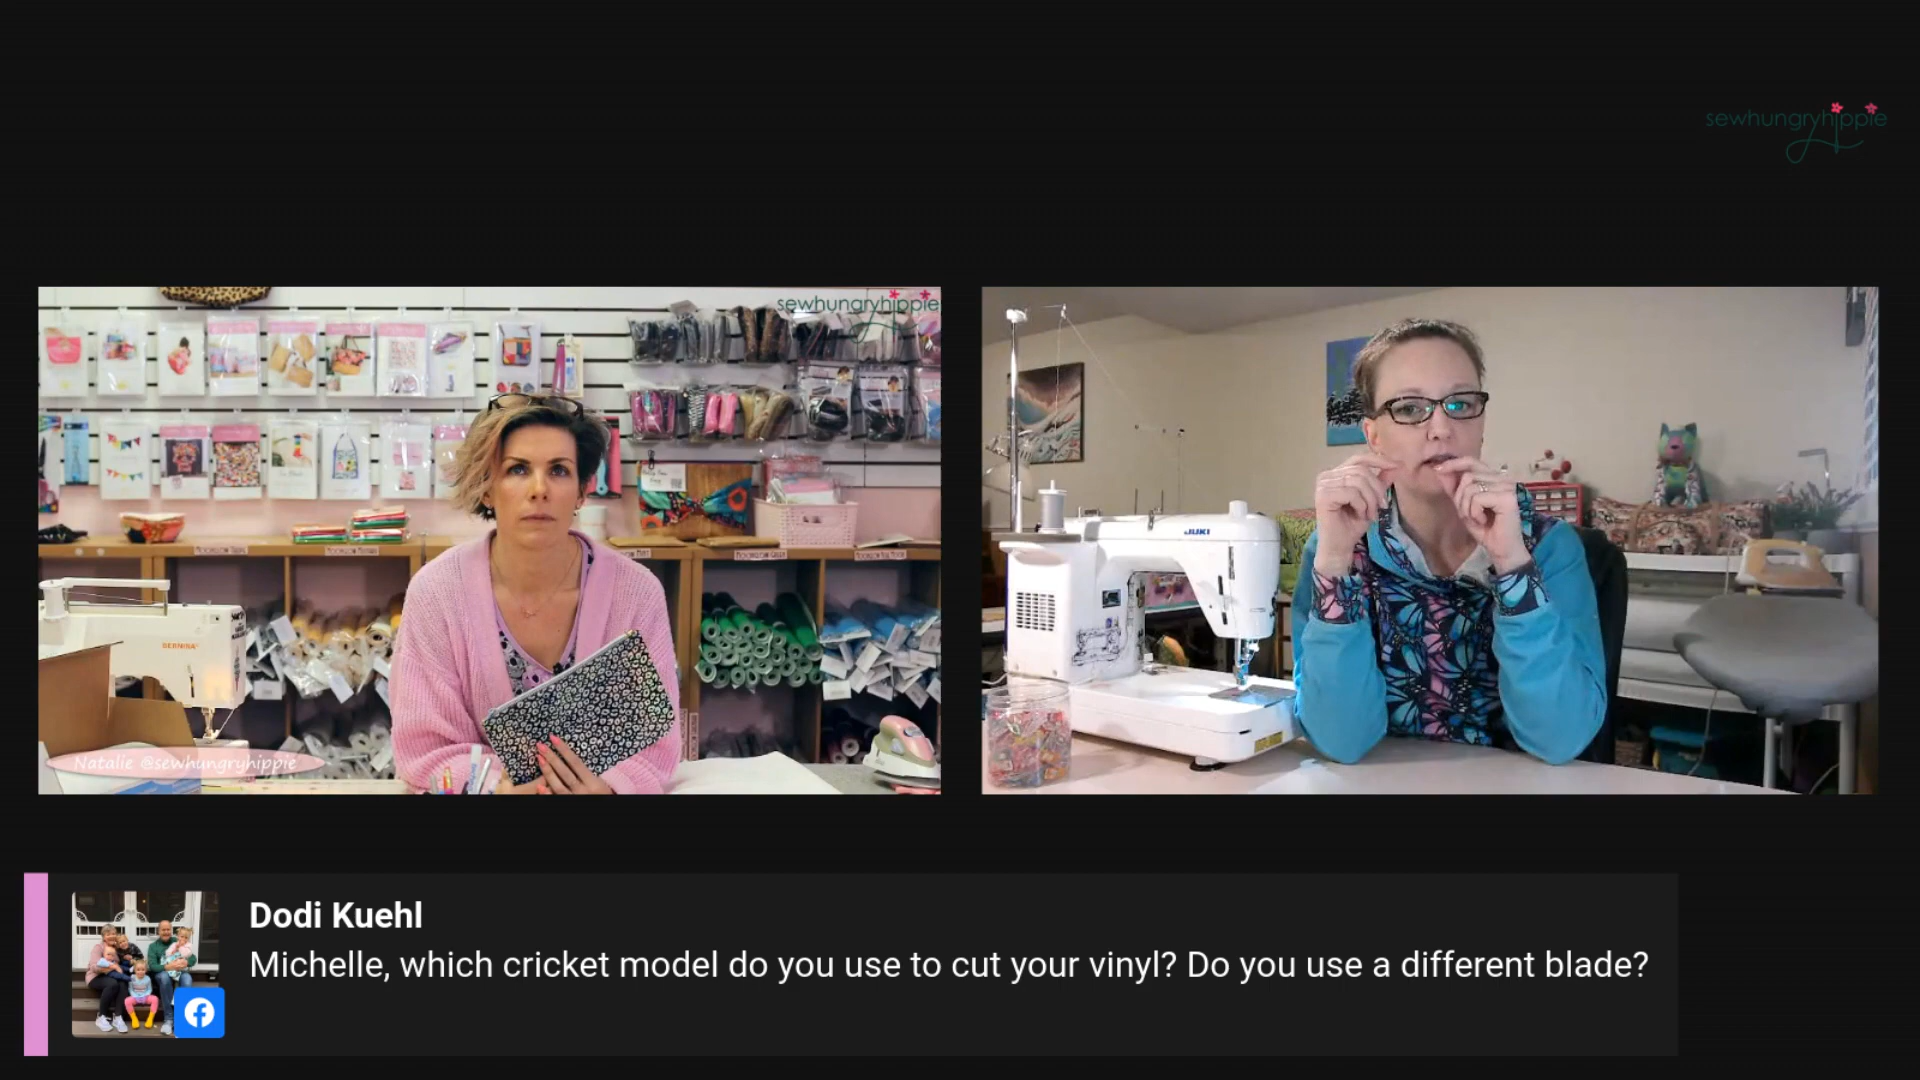 sewhungryhippie
sewhungryhippie
JUKI
BERNINA
Natalie @sewhungryhippie
Dodi Kuehl
Michelle, which cricket model do you use to cut your vinyl? Do you use a different blade?